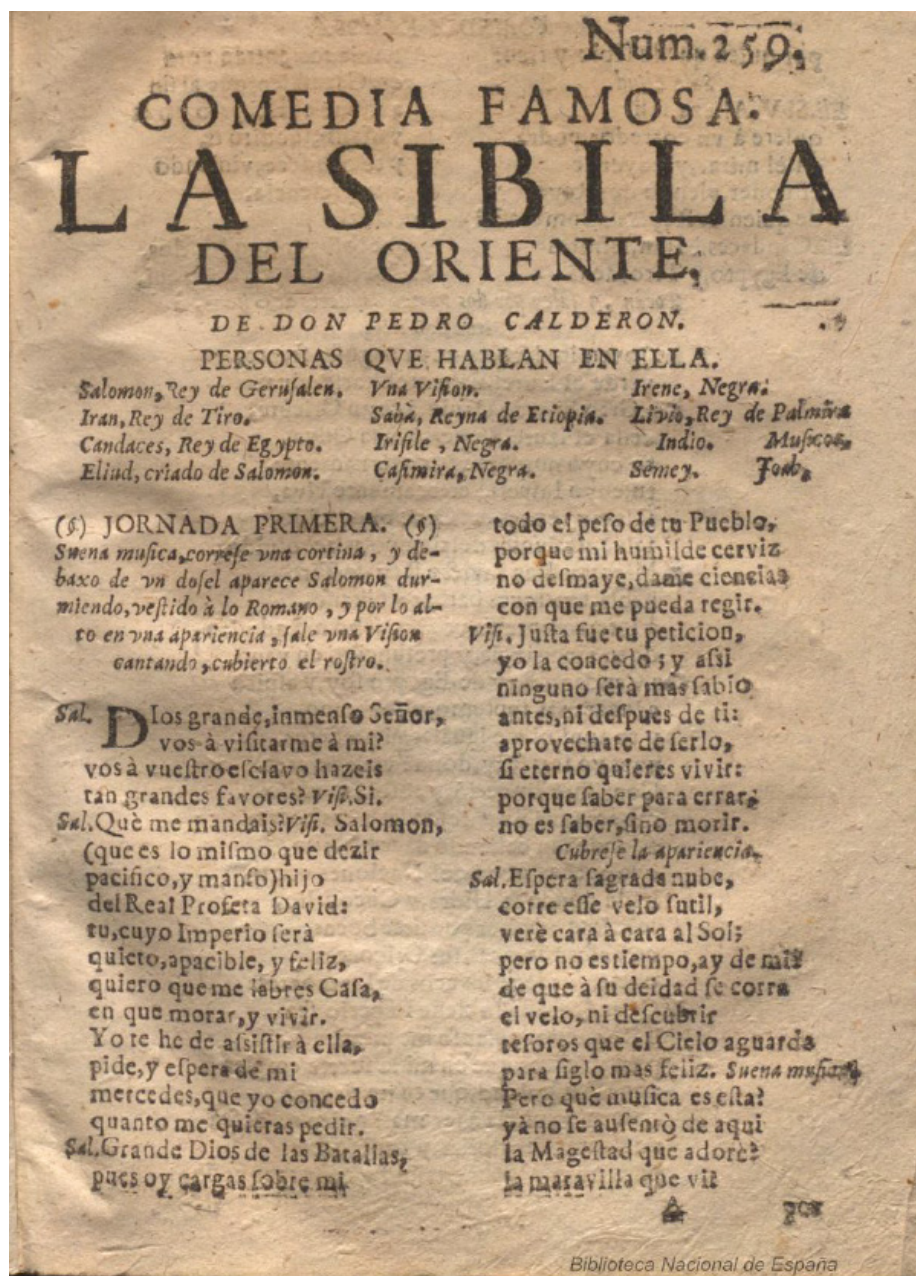 Num. 259.
COMEDIA FAMOSA.
LA SIBILA
DEL ORIENTE,
DE DON PEDRO CALDERON.
PERSONAS QVE HABLAN EN ELLA.
Salomon, Rey de Gerusalen. Vna Vision. Irene, Negra.
Iran, Rey de Tiro. Sabà, Reyna de Etiopia. Livio, Rey de Palmira
Candaces, Rey de Egypto. Irifile, Negra. Indio. Musicos.
Eliud, criado de Salomon. Casimira, Negra. Semey. Joab.
(§) JORNADA PRIMERA. (§)
Suena musica, correse vna cortina, y de-
baxo de vn dosel aparece Salomon dur-
miendo, vestido à lo Romano, y por lo al-
to en vna apariencia, sale vna Vision
cantando, cubierto el rostro.
Sal. DIos grande, inmenso Señor,
vos à visitarme à mi?
vos à vuestro esclavo hazeis
tan grandes favores? Visi. Si.
Sal. Què me mandais? Visi. Salomon,
(que es lo mismo que dezir
pacifico, y manso) hijo
del Real Profeta David:
tu, cuyo Imperio serà
quieto, apacible, y feliz,
quiero que me labres Casa,
en que morar, y vivir.
Yo te he de assistir à ella,
pide, y espera de mi
mercedes, que yo concedo
quanto me quieras pedir.
Sal. Grande Dios de las Batallas,
pues oy cargas sobre mi
todo el peso de tu Pueblo,
porque mi humilde cerviz
no desmaye, dame ciencias
con que me pueda regir.
Visi. Justa fue tu peticion,
yo la concedo; y assi
ninguno serà mas sabio
antes, ni despues de ti:
aprovechate de serlo,
si eterno quieres vivir:
porque saber para errar,
no es saber, sino morir.
Cubrese la apariencia.
Sal. Espera sagrada nube,
corre esse velo sutil,
verè cara à cara al Sol;
pero no es tiempo, ay de mi!
de que à su deidad se corra
el velo, ni descubrir
tesoros que el Cielo aguarda
para siglo mas feliz. Suena musica.
Pero què musica es esta?
yà no se ausentò de aqui
la Magestad que adorè?
la maravilla que vi?
A por
Biblioteca Nacional de España